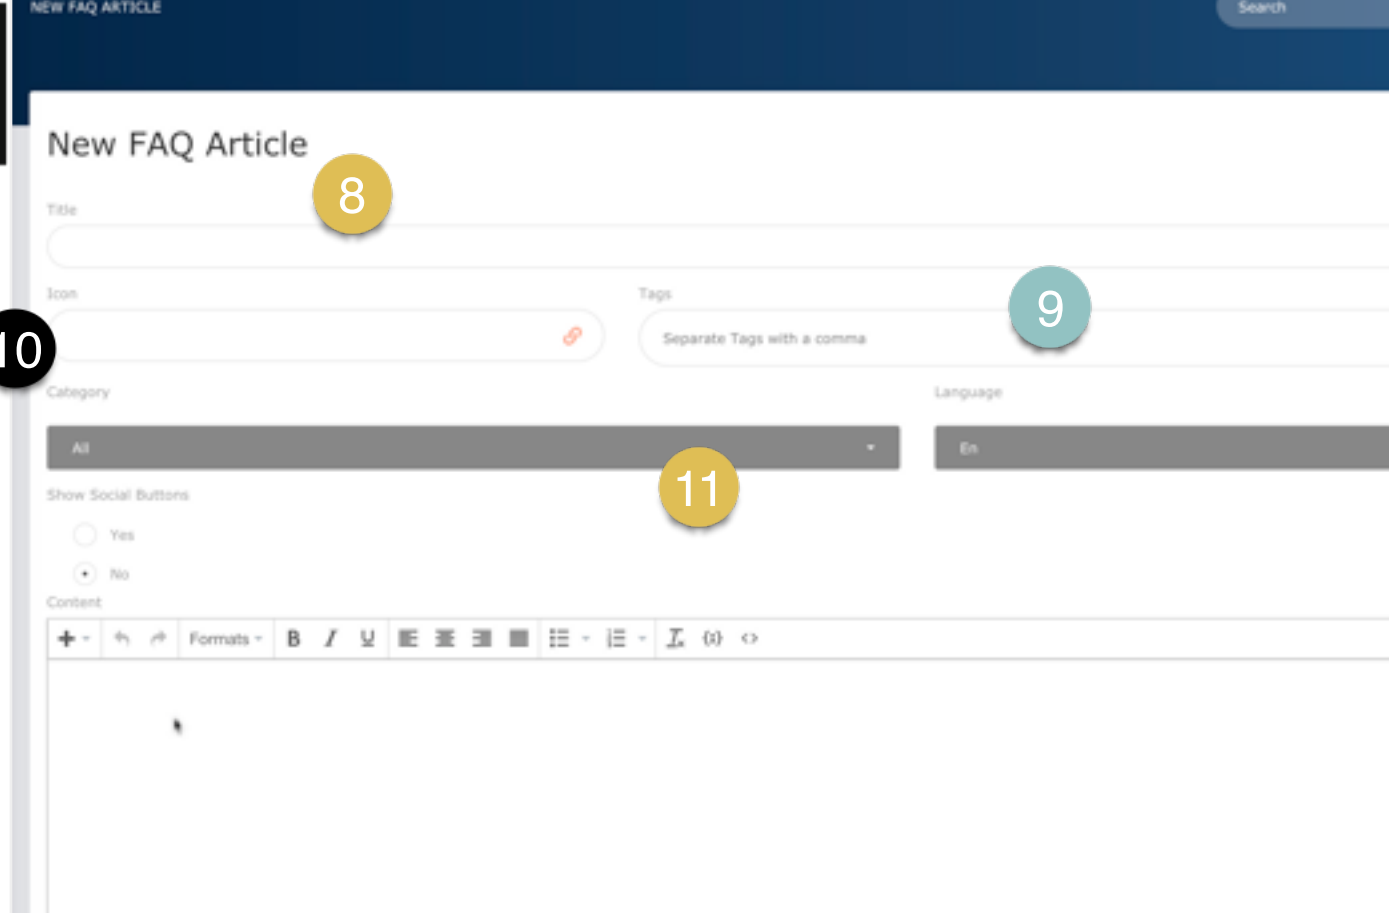 NEW FAQ ARTICLE
Search
New FAQ Article
8
Title
9
Icon
Tags
10
Separate Tags with a comma
Category
Language
All
En
11
Show Social Buttons
Yes
No
Content
Formats
B I U